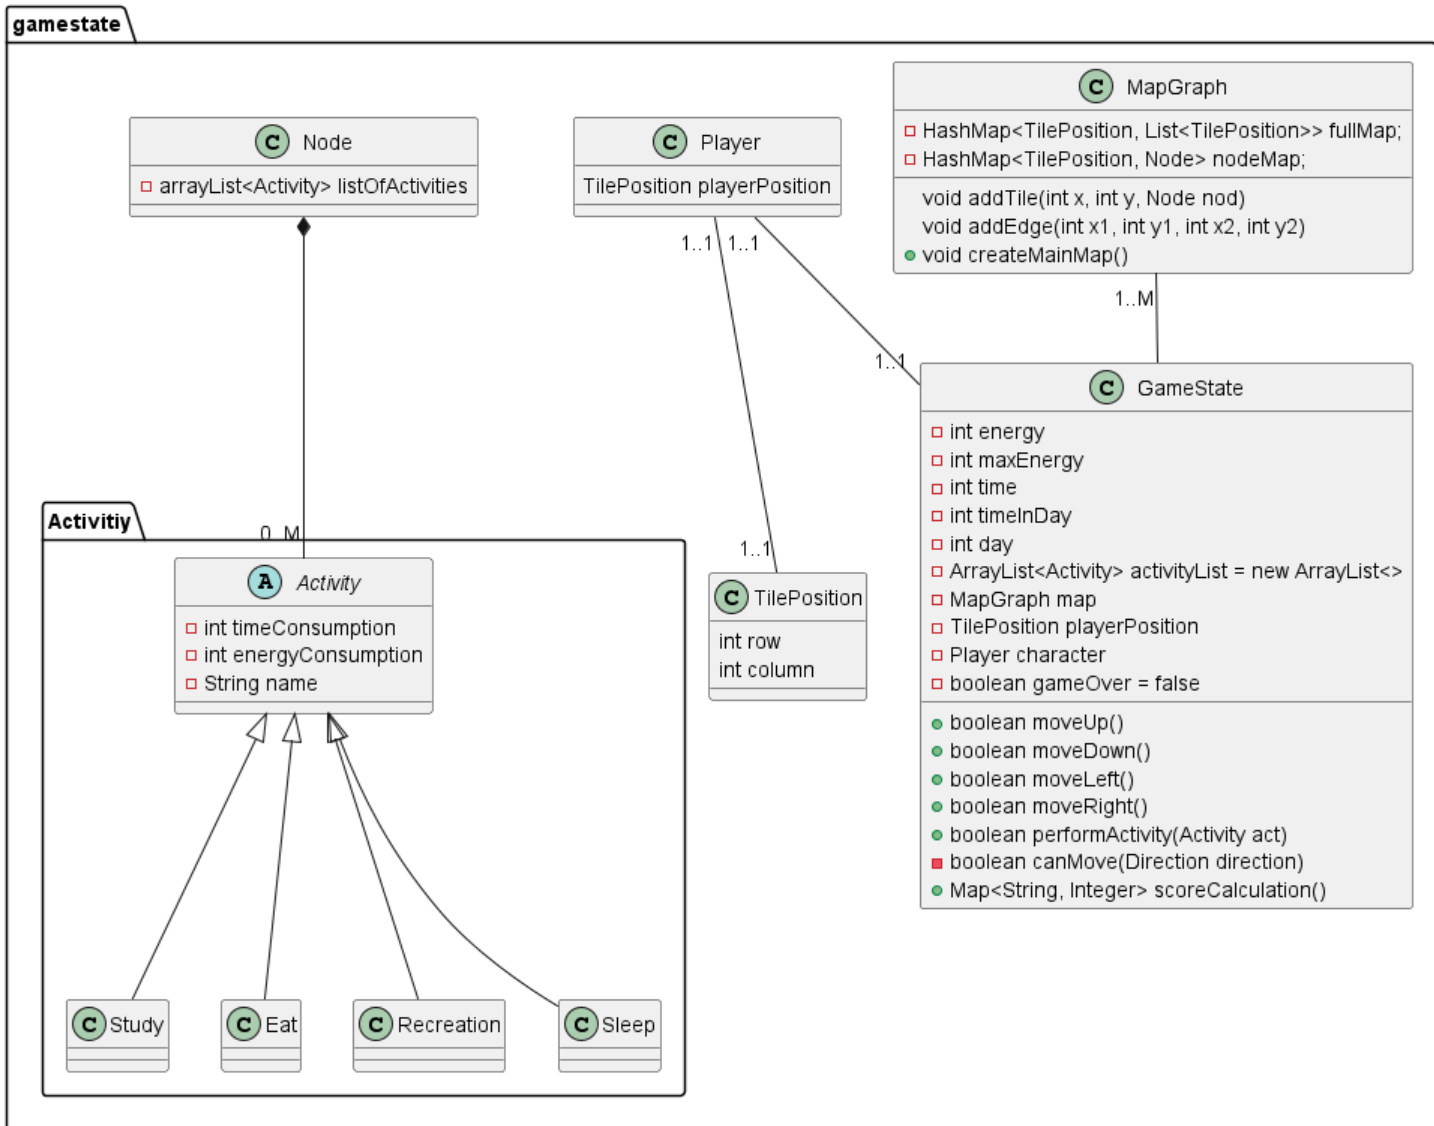 gamestate
C Node
arrayList<Activity> listOfActivities
C Player
TilePosition playerPosition
C MapGraph
HashMap<TilePosition, List<TilePosition>> fullMap;
HashMap<TilePosition, Node> nodeMap;
void addTile(int x, int y, Node nod)
void addEdge(int x1, int y1, int x2, int y2)
void createMainMap()
1..1
1..1
1..M
1..1
C GameState
int energy
int maxEnergy
int time
int timeInDay
int day
ArrayList<Activity> activityList = new ArrayList<>
MapGraph map
TilePosition playerPosition
Player character
boolean gameOver = false
boolean moveUp()
boolean moveDown()
boolean moveLeft()
boolean moveRight()
boolean performActivity(Activity act)
boolean canMove(Direction direction)
Map<String, Integer> scoreCalculation()
Activitiy
0..M
A Activity
int timeConsumption
int energyConsumption
String name
1..1
C TilePosition
int row
int column
C Study
C Eat
C Recreation
C Sleep